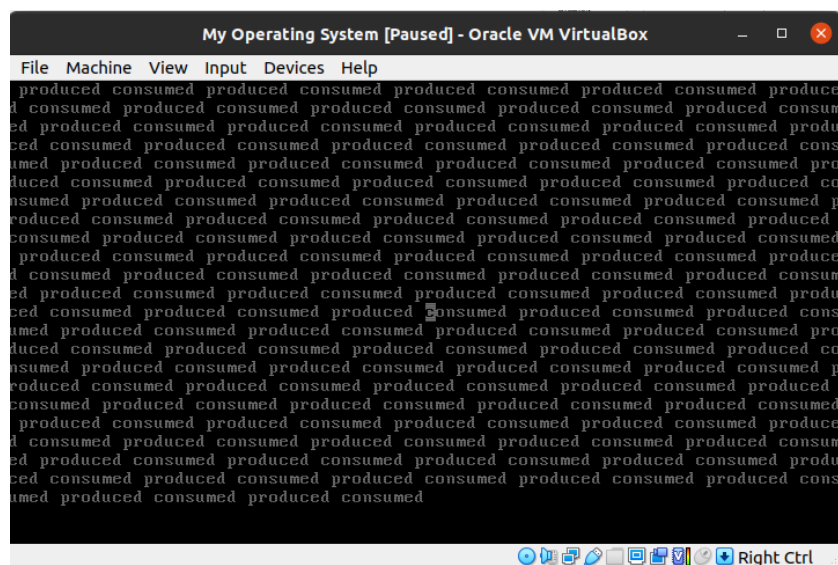 My Operating System [Paused] - Oracle VM VirtualBox
File Machine View Input Devices Help
produced consumed produced consumed produced consumed produced consumed produce
d consumed produced consumed produced consumed produced consumed produced consum
ed produced consumed produced consumed produced consumed produced consumed produ
ced consumed produced consumed produced consumed produced consumed produced cons
umed produced consumed produced consumed produced consumed produced consumed pro
duced consumed produced consumed produced consumed produced consumed produced co
nsumed produced consumed produced consumed produced consumed produced consumed p
roduced consumed produced consumed produced consumed produced consumed produced
consumed produced consumed produced consumed produced consumed produced consumed
produced consumed produced consumed produced consumed produced consumed produce
d consumed produced consumed produced consumed produced consumed produced consum
ed produced consumed produced consumed produced consumed produced consumed produ
ced consumed produced consumed produced consumed produced consumed produced cons
umed produced consumed produced consumed produced consumed produced consumed pro
duced consumed produced consumed produced consumed produced consumed produced co
nsumed produced consumed produced consumed produced consumed produced consumed p
roduced consumed produced consumed produced consumed produced consumed produced
consumed produced consumed produced consumed produced consumed produced consumed
produced consumed produced consumed produced consumed produced consumed produce
d consumed produced consumed produced consumed produced consumed produced consum
ed produced consumed produced consumed produced consumed produced consumed produ
ced consumed produced consumed produced consumed produced consumed produced cons
umed produced consumed produced consumed
Right Ctrl